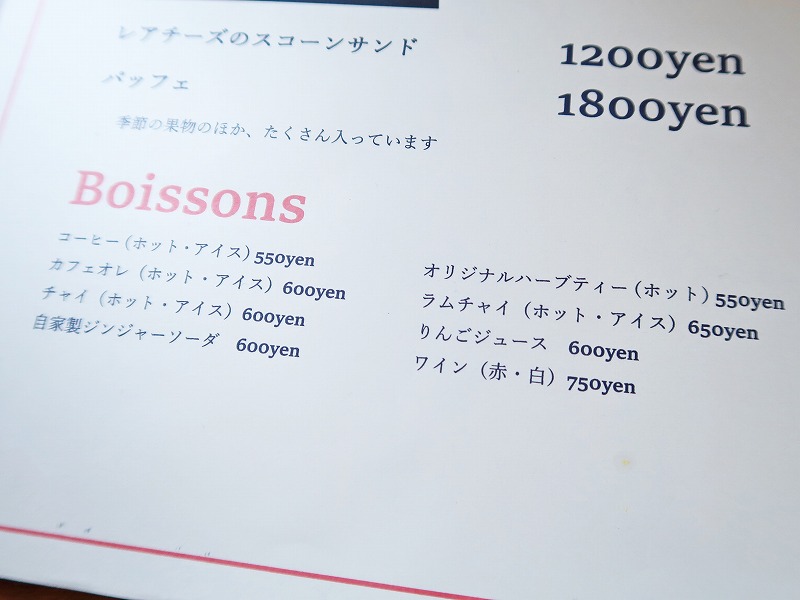 レアチーズのスコーンサンド 1200yen
パッフェ 1800yen
季節の果物のほか、たくさん入っています
Boissons
コーヒー(ホット・アイス)550yen
カフェオレ(ホット・アイス)600yen
チャイ(ホット・アイス)600yen
自家製ジンジャーソーダ 600yen
オリジナルハーブティー(ホット)550yen
ラムチャイ(ホット・アイス)650yen
りんごジュース 600yen
ワイン(赤・白)750yen